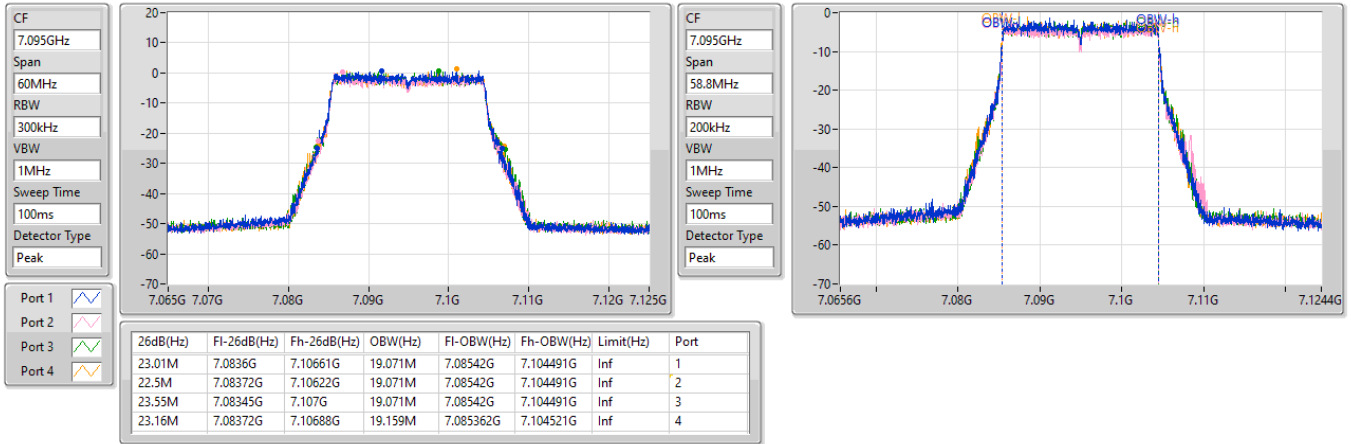 CF
7.095GHz
Span
60MHz
RBW
300kHz
VBW
1MHz
Sweep Time
100ms
Detector Type
Peak
20
10
0
-10
-20
-30
-40
-50
-60
-70
7.065G 7.07G 7.08G 7.09G 7.1G 7.11G 7.12G 7.125G
CF
7.095GHz
Span
58.8MHz
RBW
200kHz
VBW
1MHz
Sweep Time
100ms
Detector Type
Peak
0
-10
-20
-30
-40
-50
-60
-70
OBW-l OBW-h
7.0656G 7.08G 7.09G 7.1G 7.11G 7.1244G
Port 1
Port 2
Port 3
Port 4
26dB(Hz) Fl-26dB(Hz) Fh-26dB(Hz) OBW(Hz) Fl-OBW(Hz) Fh-OBW(Hz) Limit(Hz) Port
23.01M 7.0836G 7.10661G 19.071M 7.08542G 7.104491G Inf 1
22.5M 7.08372G 7.10622G 19.071M 7.08542G 7.104491G Inf 2
23.55M 7.08345G 7.107G 19.071M 7.08542G 7.104491G Inf 3
23.16M 7.08372G 7.10688G 19.159M 7.085362G 7.104521G Inf 4